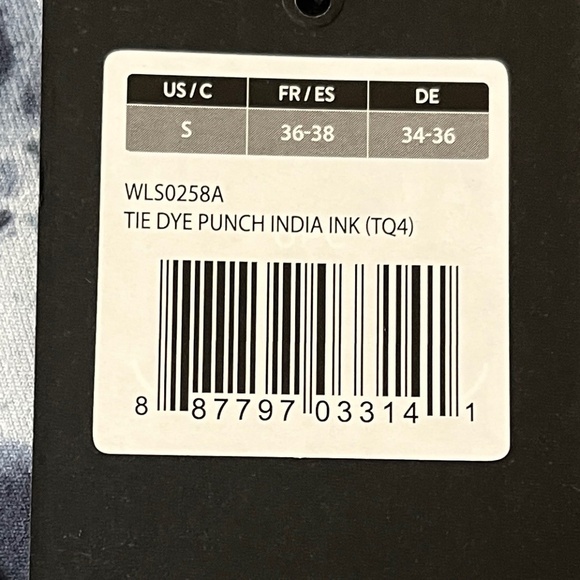 US / C FR / ES DE
S 36-38 34-36
WLS0258A
TIE DYE PUNCH INDIA INK (TQ4)
8 87797 03314 1